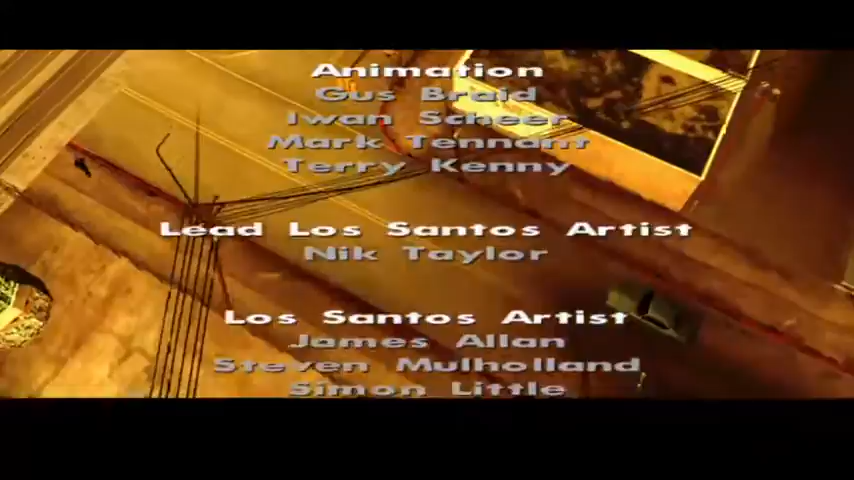 Animation
Gus Braid
Iwan Scheer
Mark Tennant
Terry Kenny
Lead Los Santos Artist
Nik Taylor
Los Santos Artist
James Allan
Steven Mulholland
Simon Little